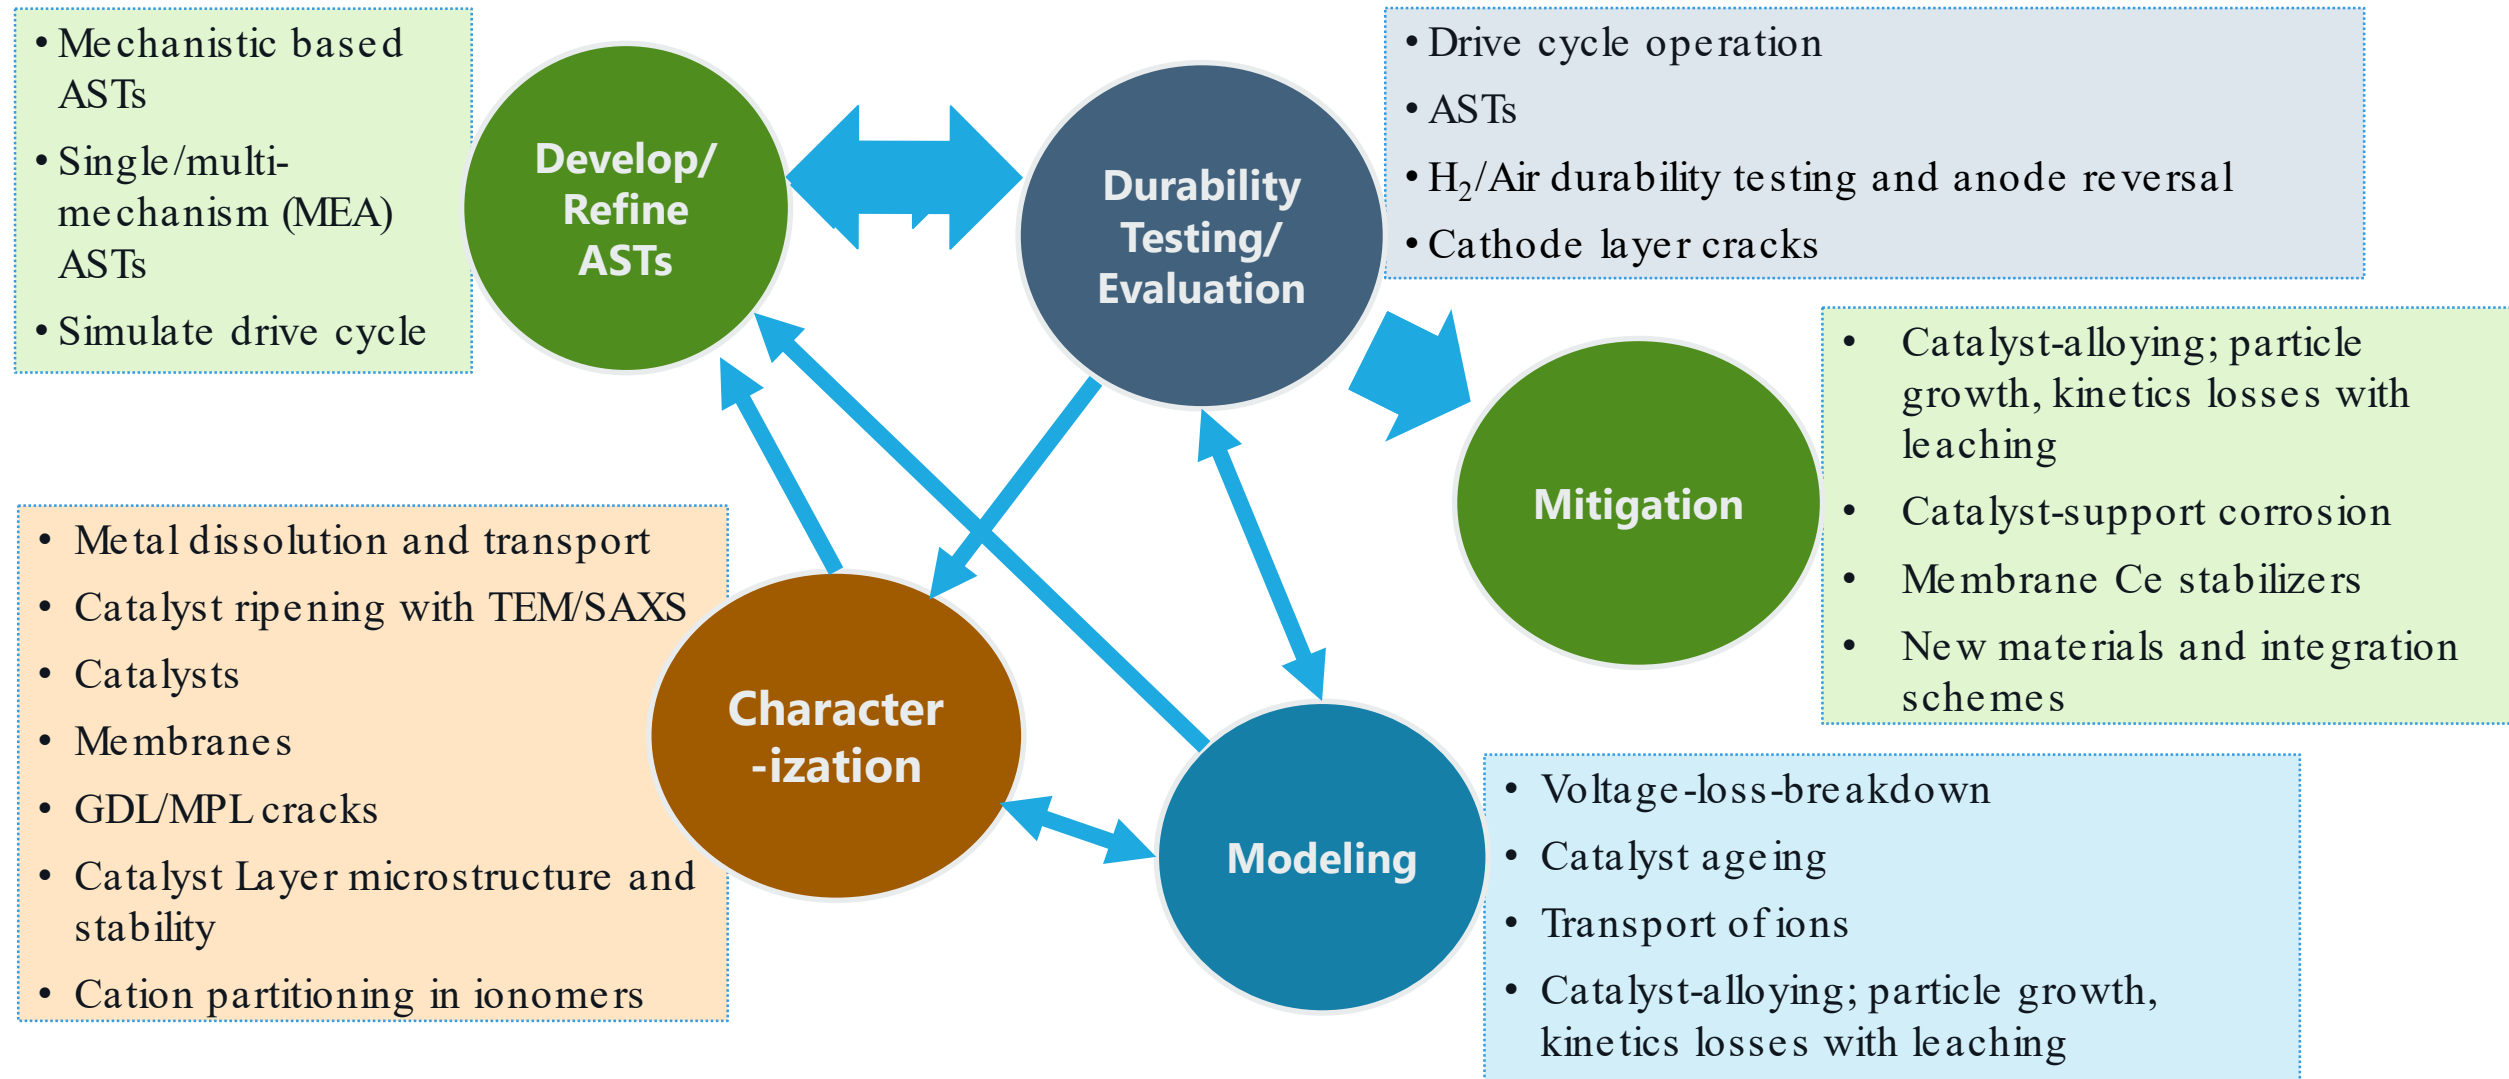 • Mechanistic based
ASTs
• Single/multi-
mechanism (MEA)
ASTs
• Simulate drive cycle
Develop/
Refine
ASTs
Durability
Testing/
Evaluation
• Drive cycle operation
• ASTs
• H₂/Air durability testing and anode reversal
• Cathode layer cracks
Mitigation
• Catalyst-alloying; particle
growth, kinetics losses with
leaching
• Catalyst-support corrosion
• Membrane Ce stabilizers
• New materials and integration
schemes
• Metal dissolution and transport
• Catalyst ripening with TEM/SAXS
• Catalysts
• Membranes
• GDL/MPL cracks
• Catalyst Layer microstructure and
stability
• Cation partitioning in ionomers
Character
-ization
Modeling
• Voltage-loss-breakdown
• Catalyst ageing
• Transport of ions
• Catalyst-alloying; particle growth,
kinetics losses with leaching